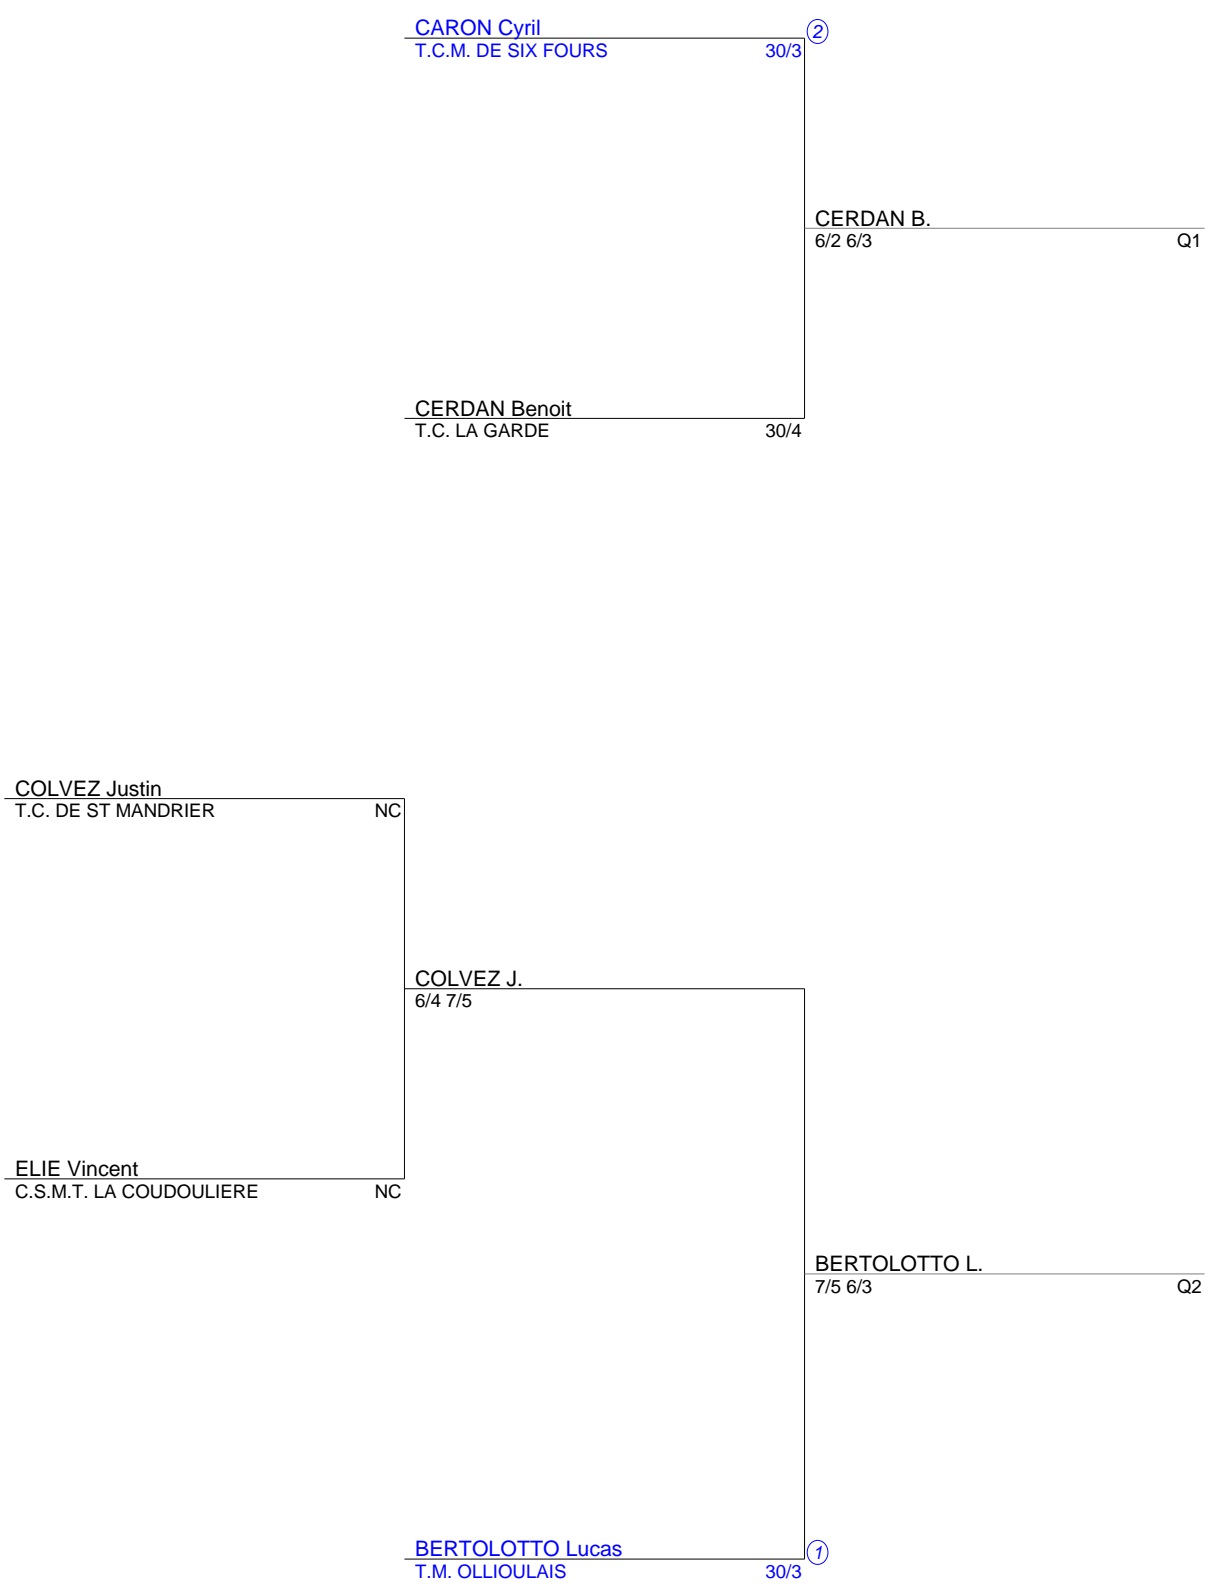 CARON Cyril 2
T.C.M. DE SIX FOURS 30/3
CERDAN B.
6/2 6/3 Q1
CERDAN Benoit
T.C. LA GARDE 30/4
COLVEZ Justin
T.C. DE ST MANDRIER NC
COLVEZ J.
6/4 7/5
ELIE Vincent
C.S.M.T. LA COUDOULIERE NC
BERTOLOTTO L.
7/5 6/3 Q2
BERTOLOTTO Lucas 1
T.M. OLLIOULAIS 30/3